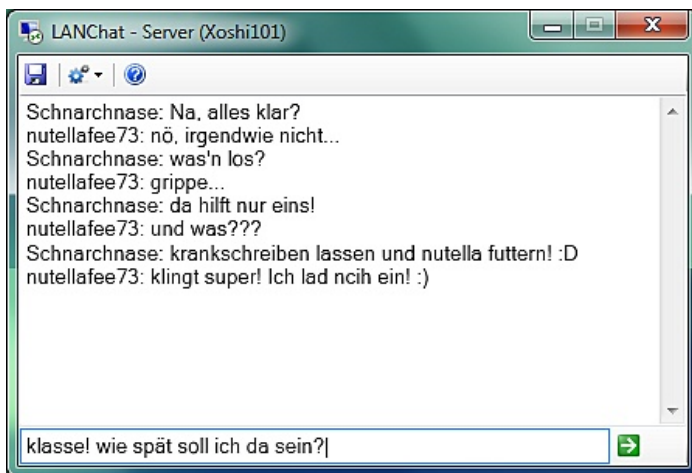 LANChat - Server (Xoshi101)
Schnarchnase: Na, alles klar?
nutellafee73: nö, irgendwie nicht...
Schnarchnase: was'n los?
nutellafee73: grippe...
Schnarchnase: da hilft nur eins!
nutellafee73: und was???
Schnarchnase: krankschreiben lassen und nutella futtern! :D
nutellafee73: klingt super! Ich lad ncih ein! :)
klasse! wie spät soll ich da sein?